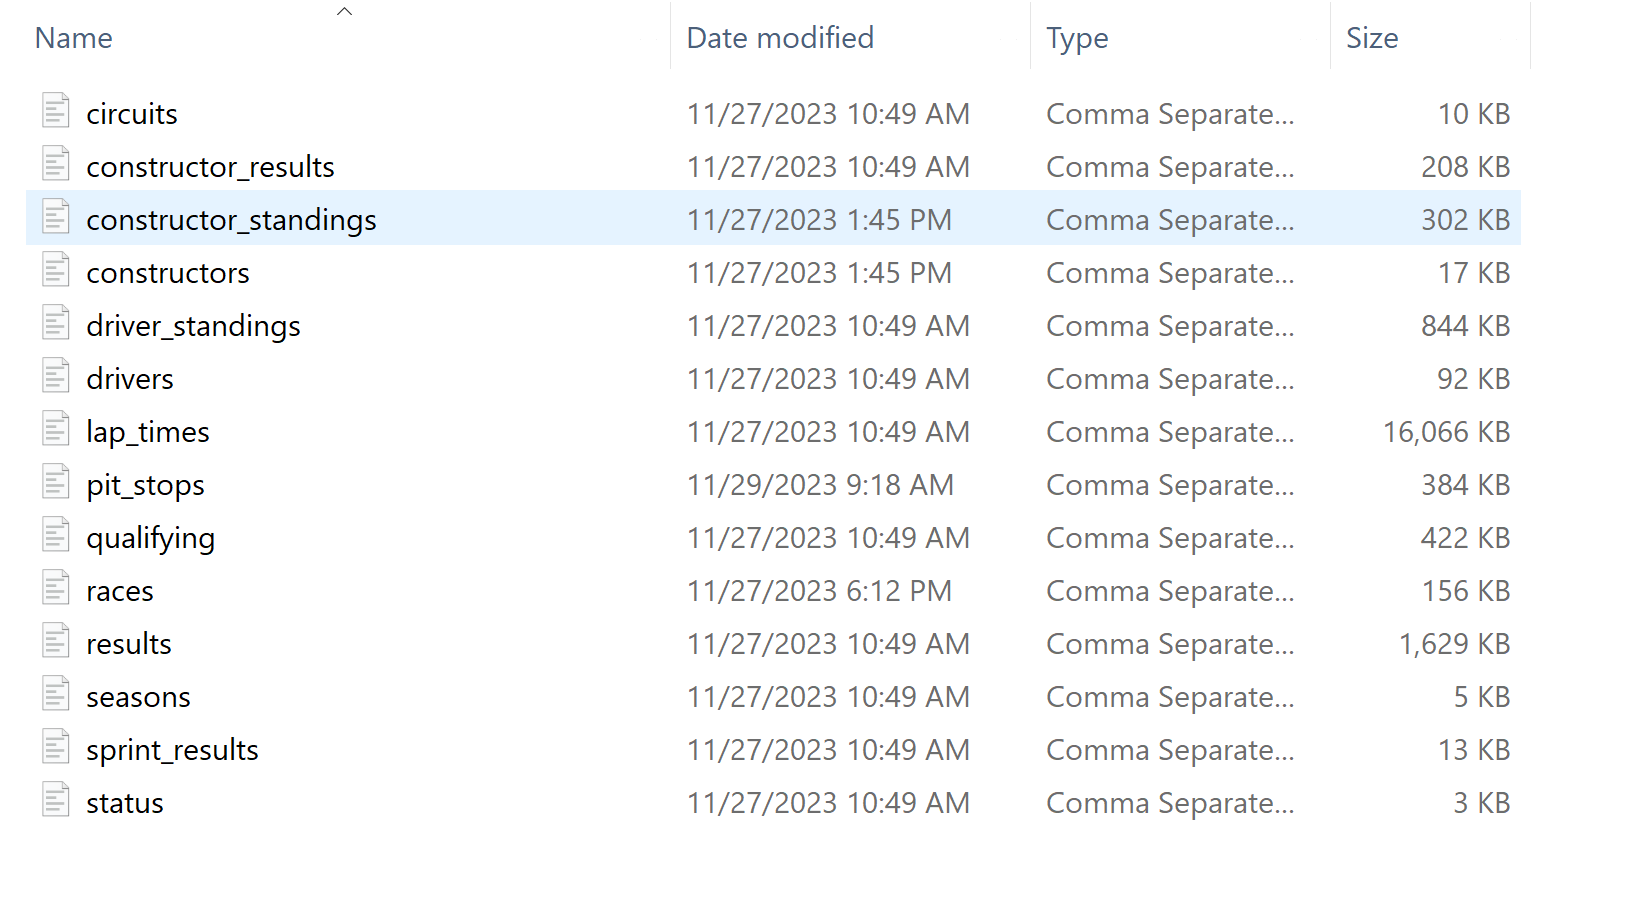 Name Date modified Type Size
circuits 11/27/2023 10:49 AM Comma Separate... 10 KB
constructor_results 11/27/2023 10:49 AM Comma Separate... 208 KB
constructor_standings 11/27/2023 1:45 PM Comma Separate... 302 KB
constructors 11/27/2023 1:45 PM Comma Separate... 17 KB
driver_standings 11/27/2023 10:49 AM Comma Separate... 844 KB
drivers 11/27/2023 10:49 AM Comma Separate... 92 KB
lap_times 11/27/2023 10:49 AM Comma Separate... 16,066 KB
pit_stops 11/29/2023 9:18 AM Comma Separate... 384 KB
qualifying 11/27/2023 10:49 AM Comma Separate... 422 KB
races 11/27/2023 6:12 PM Comma Separate... 156 KB
results 11/27/2023 10:49 AM Comma Separate... 1,629 KB
seasons 11/27/2023 10:49 AM Comma Separate... 5 KB
sprint_results 11/27/2023 10:49 AM Comma Separate... 13 KB
status 11/27/2023 10:49 AM Comma Separate... 3 KB